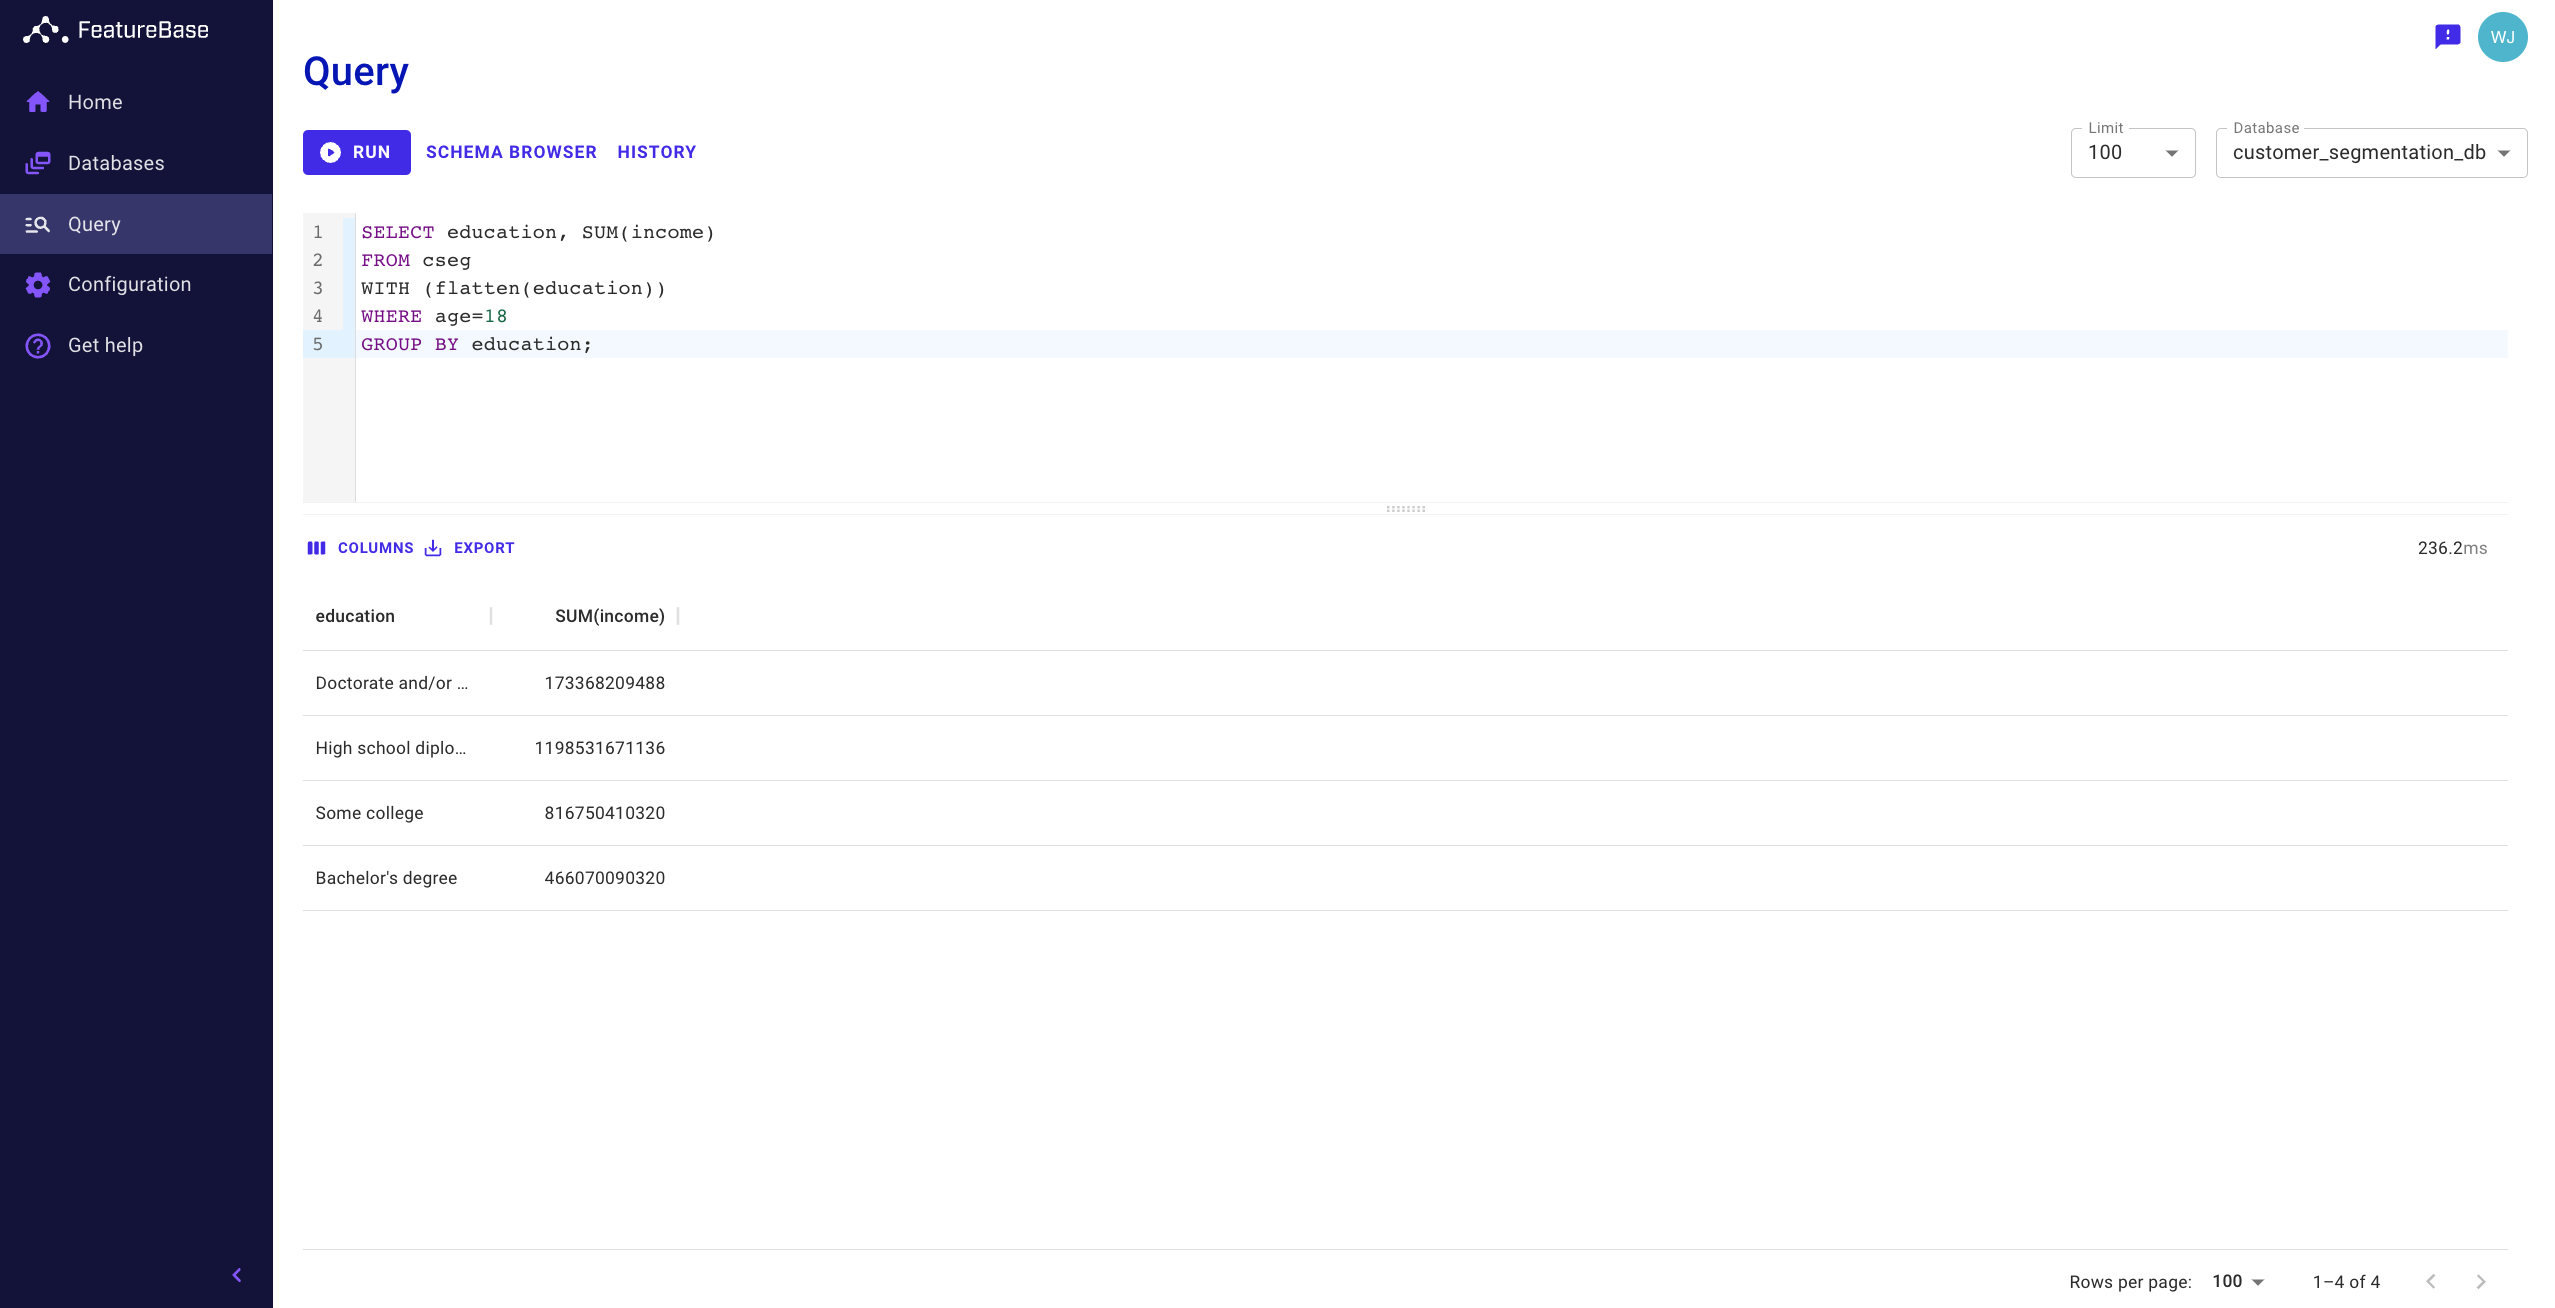 FeatureBase
Home
Databases
Query
Configuration
Get help
WJ
Query
RUN SCHEMA BROWSER HISTORY
Limit
100
Database
customer_segmentation_db
1 SELECT education, SUM(income)
2 FROM cseg
3 WITH (flatten(education))
4 WHERE age=18
5 GROUP BY education;
COLUMNS EXPORT 236.2ms
education SUM(income)
Doctorate and/or ... 173368209488
High school diplo... 1198531671136
Some college 816750410320
Bachelor's degree 466070090320
Rows per page: 100 1–4 of 4